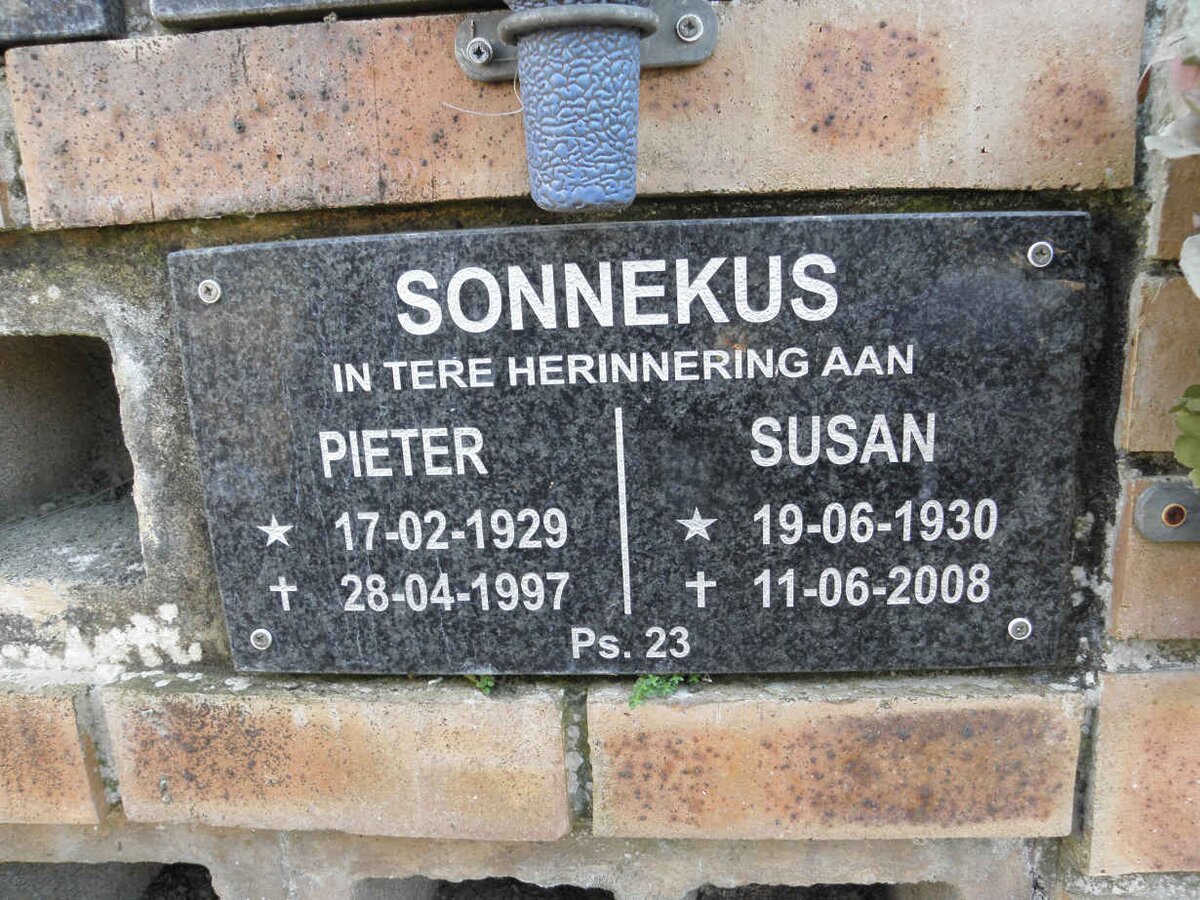 SONNEKUS
IN TERE HERINNERING AAN
PIETER
17-02-1929
28-04-1997
SUSAN
19-06-1930
11-06-2008
Ps. 23